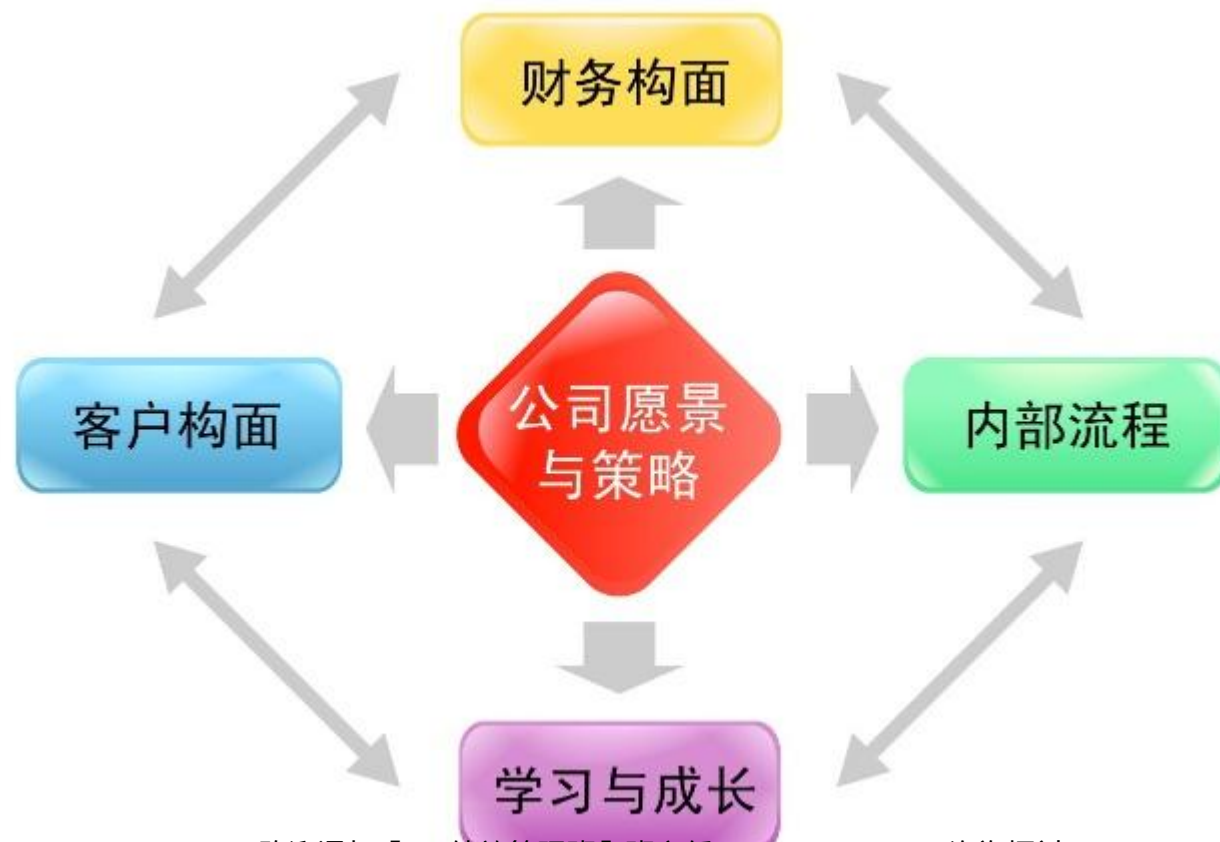 财务构面
客户构面
公司愿景
与策略
内部流程
学习与成长